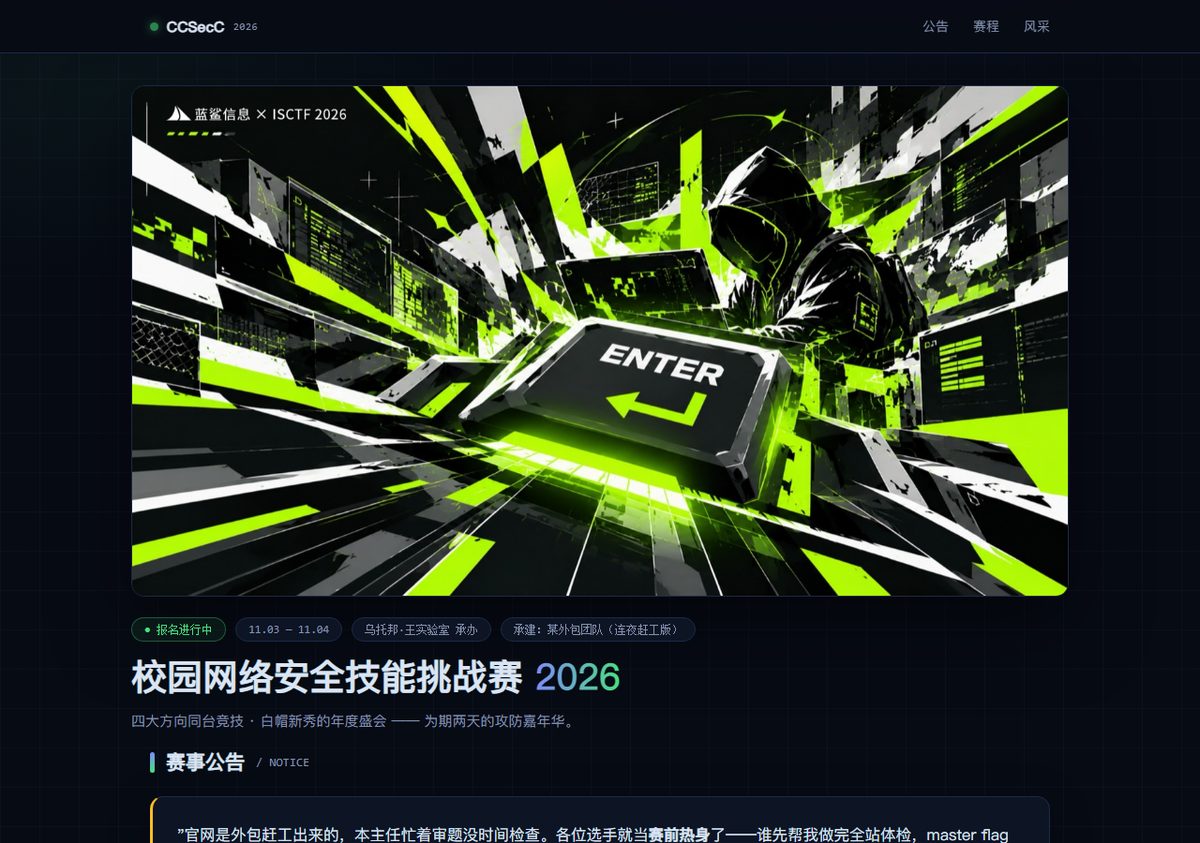 CCSecC 2026
公告 赛程 风采
蓝鲨信息 × ISCTF 2026
ENTER
报名进行中
11.03 — 11.04
乌托邦·王实验室 承办
承建：某外包团队（连夜赶工版）
校园网络安全技能挑战赛 2026
四大方向同台竞技 · 白帽新秀的年度盛会 —— 为期两天的攻防嘉年华。
赛事公告 / NOTICE
”官网是外包赶工出来的，本主任忙着审题没时间检查。各位选手就当赛前热身了——谁先帮我做完全站体检，master flag